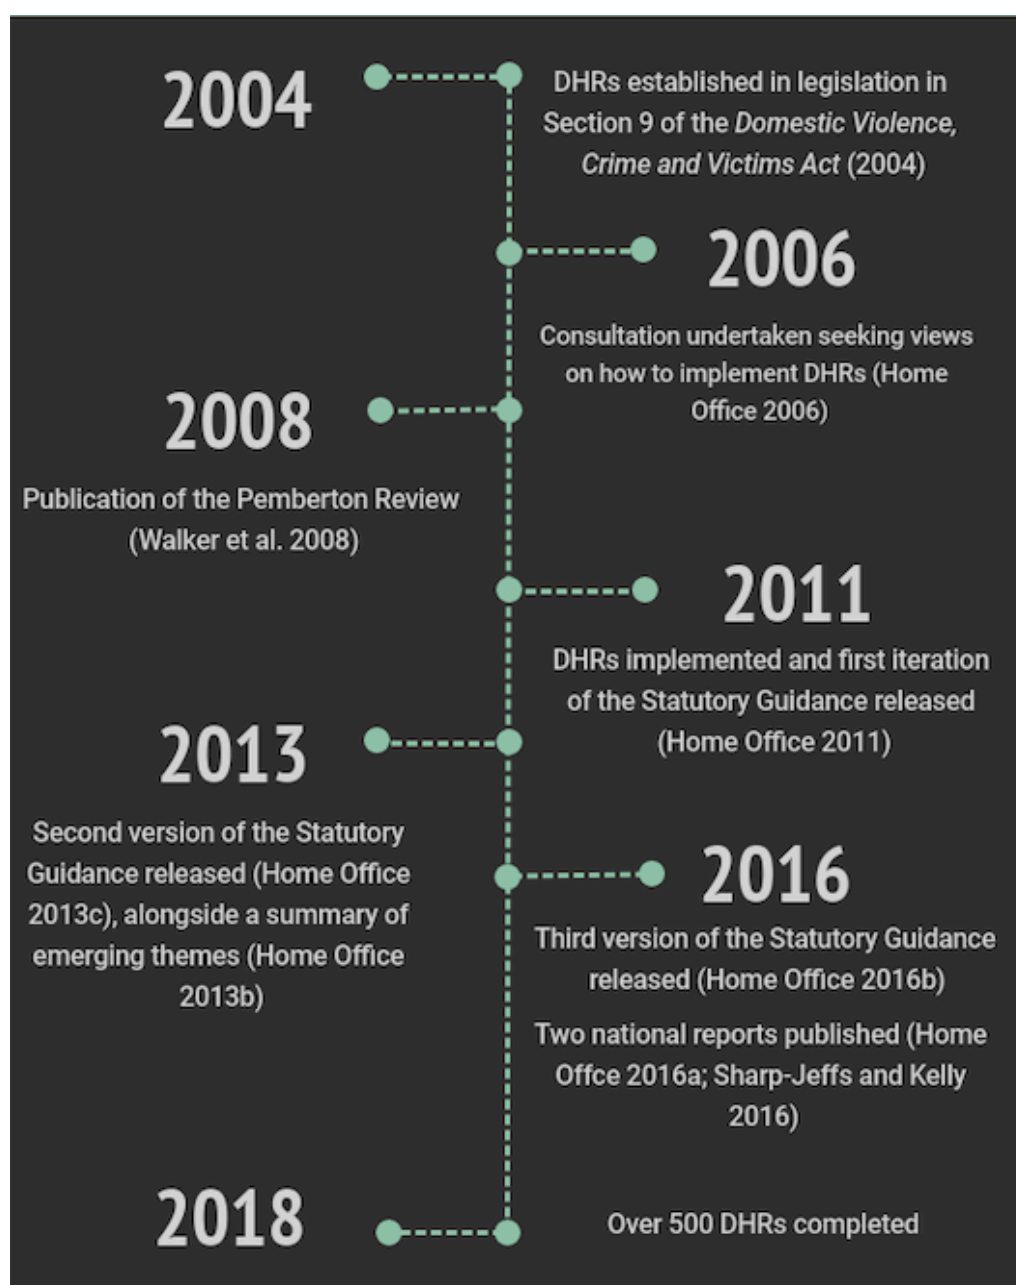 2004
DHRs established in legislation in
Section 9 of the Domestic Violence,
Crime and Victims Act (2004)
2006
Consultation undertaken seeking views
on how to implement DHRs (Home
Office 2006)
2008
Publication of the Pemberton Review
(Walker et al. 2008)
2011
DHRs implemented and first iteration
of the Statutory Guidance released
(Home Office 2011)
2013
Second version of the Statutory
Guidance released (Home Office
2013c), alongside a summary of
emerging themes (Home Office
2013b)
2016
Third version of the Statutory Guidance
released (Home Office 2016b)
Two national reports published (Home
Offce 2016a; Sharp-Jeffs and Kelly
2016)
2018
Over 500 DHRs completed